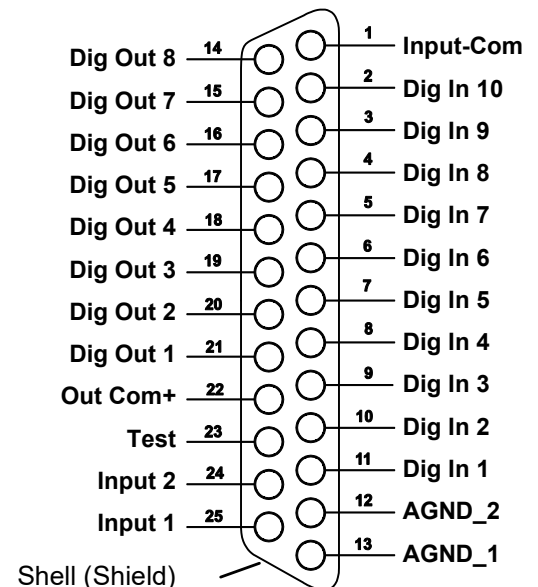 1 Input-Com
Dig Out 8 14
2 Dig In 10
Dig Out 7 15
3 Dig In 9
Dig Out 6 16
4 Dig In 8
Dig Out 5 17
5 Dig In 7
Dig Out 4 18
6 Dig In 6
Dig Out 3 19
7 Dig In 5
Dig Out 2 20
8 Dig In 4
Dig Out 1 21
9 Dig In 3
Out Com+ 22
10 Dig In 2
Test 23
11 Dig In 1
Input 2 24
12 AGND_2
Input 1 25
13 AGND_1
Shell (Shield)